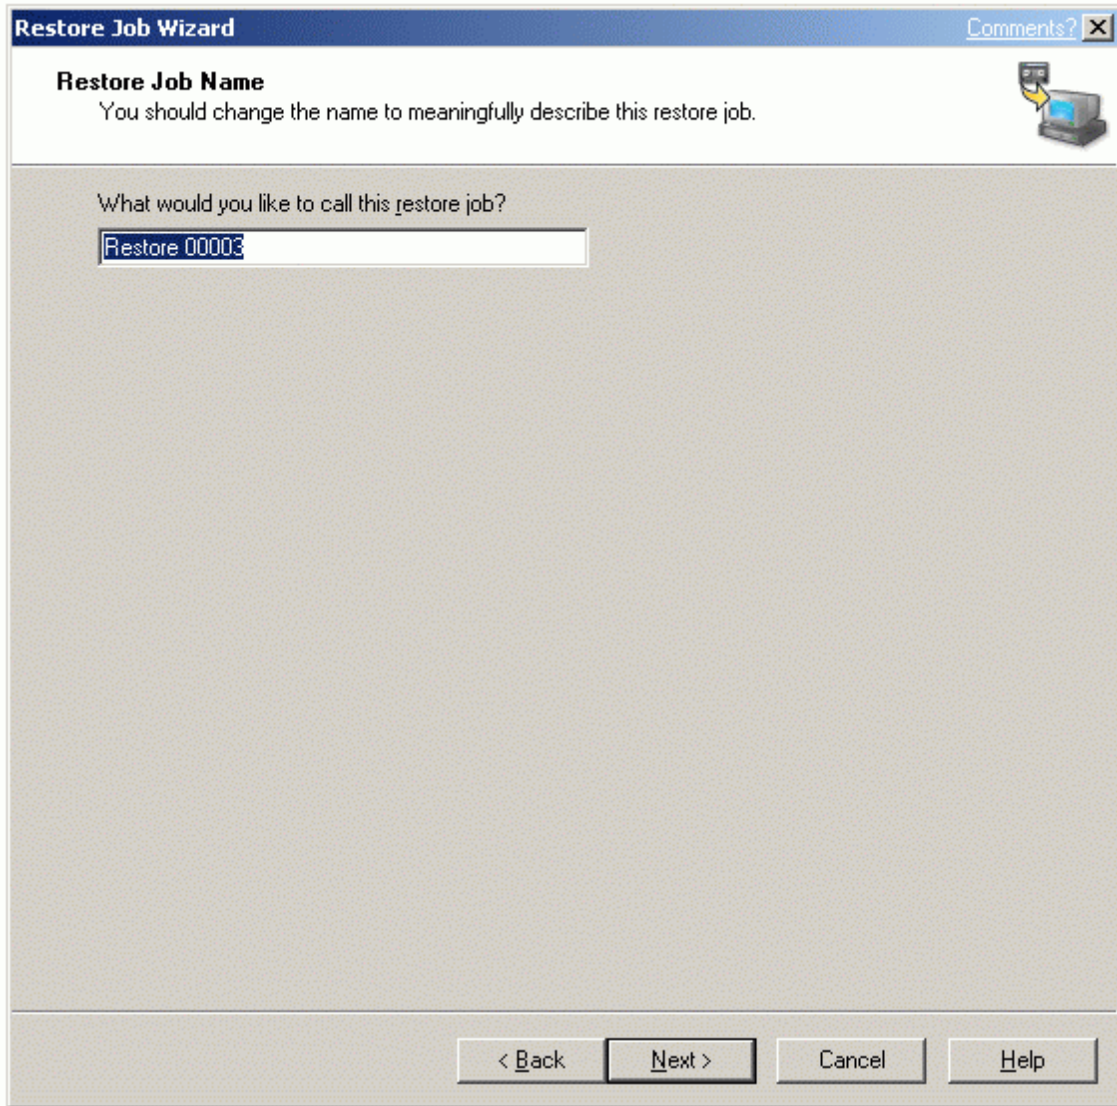 Restore Job Wizard Comments?
Restore Job Name
You should change the name to meaningfully describe this restore job.
What would you like to call this restore job?
Restore 00003
< Back Next > Cancel Help